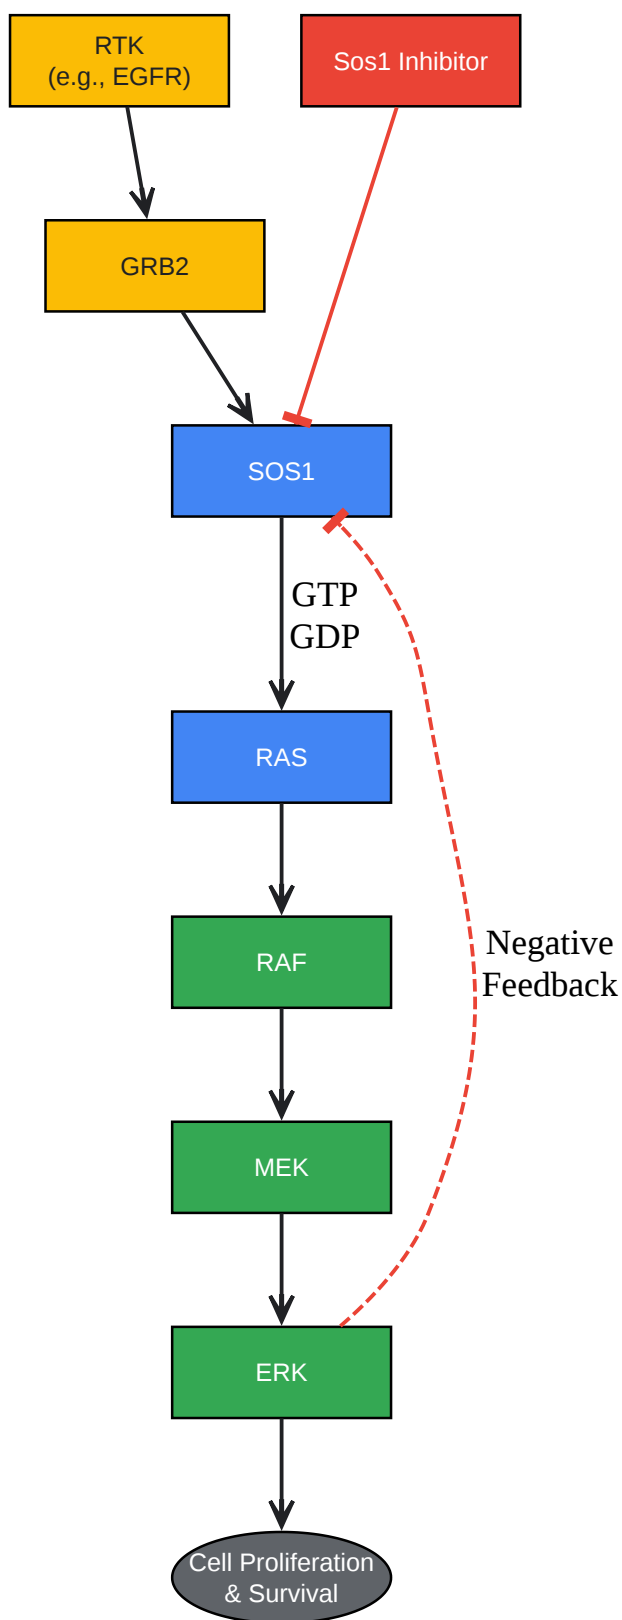 RTK
(e.g., EGFR)
Sos1 Inhibitor
GRB2
SOS1
GTP
GDP
RAS
RAF
Negative
Feedback
MEK
ERK
Cell Proliferation
& Survival